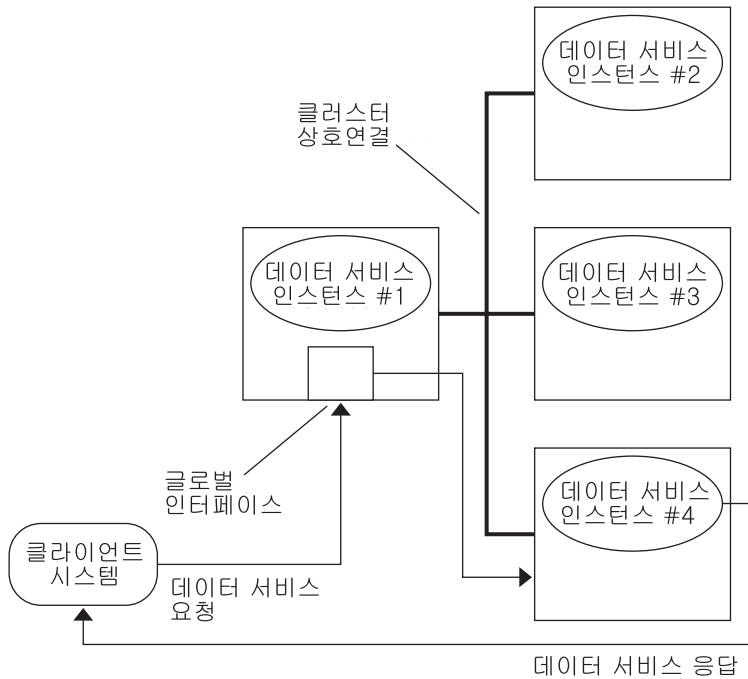 데이터 서비스
인스턴스 #2
클러스터
상호연결
데이터 서비스
인스턴스 #1
데이터 서비스
인스턴스 #3
글로벌
인터페이스
데이터 서비스
인스턴스 #4
클라이언트
시스템
데이터 서비스
요청
데이터 서비스 응답